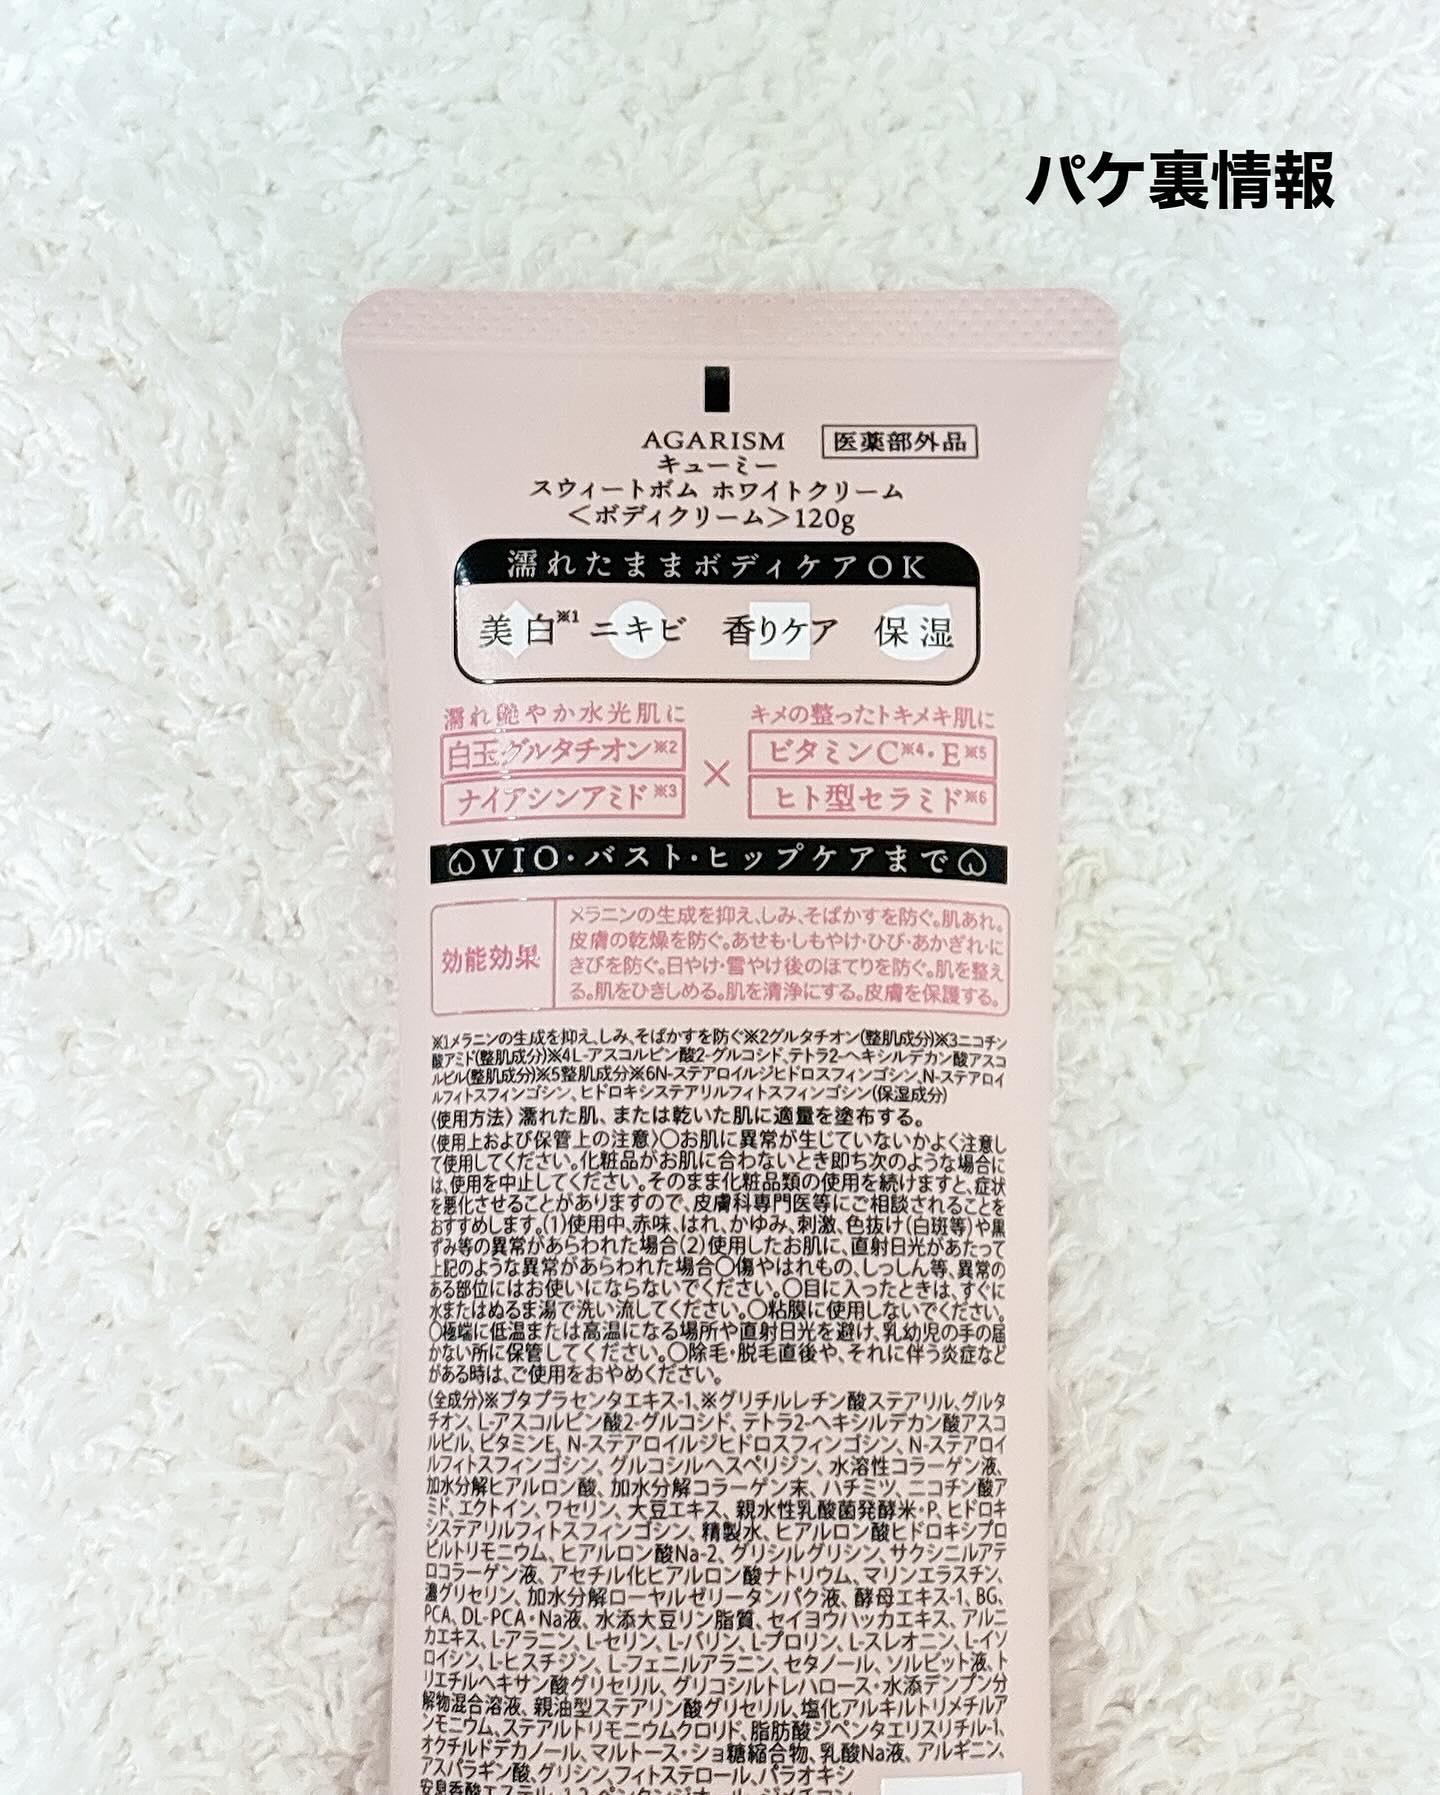 パケ裏情報
AGARISM 医薬部外品
キューミー
スウィートボム ホワイトクリーム
＜ボディクリーム＞120g
濡れたままボディケアOK
美白※1 ニキビ 香りケア 保湿
濡れ艶やか水光肌に
白玉グルタチオン※2
ナイアシンアミド※3
×
キメの整ったトキメキ肌に
ビタミンC※4・E※5
ヒト型セラミド※6
VIO・バスト・ヒップケアまで
効能効果
メラニンの生成を抑え、しみ、そばかすを防ぐ。肌あれ。
皮膚の乾燥を防ぐ。あせも・しもやけ・ひび・あかぎれ・に
きびを防ぐ。日やけ・雪やけ後のほてりを防ぐ。肌を整え
る。肌をひきしめる。肌を清浄にする。皮膚を保護する。
※1メラニンの生成を抑え、しみ、そばかすを防ぐ※2グルタチオン(整肌成分)※3ニコチン
酸アミド(整肌成分)※4L-アスコルビン酸2-グルコシド、テトラ2-ヘキシルデカン酸アスコ
ルビル(整肌成分)※5整肌成分※6N-ステアロイルジヒドロスフィンゴシン、N-ステアロイ
ルフィトスフィンゴシン、ヒドロキシステアリルフィトスフィンゴシン(保湿成分)
〈使用方法〉濡れた肌、または乾いた肌に適量を塗布する。
〈使用上および保管上の注意〉○お肌に異常が生じていないかよく注意し
て使用してください。化粧品がお肌に合わないとき即ち次のような場合に
は、使用を中止してください。そのまま化粧品類の使用を続けますと、症状
を悪化させることがありますので、皮膚科専門医等にご相談されることを
おすすめします。(1)使用中、赤味、はれ、かゆみ、刺激、色抜け(白斑等)や黒
ずみ等の異常があらわれた場合(2)使用したお肌に、直射日光があたって
上記のような異常があらわれた場合○傷やはれもの、しっしん等、異常の
ある部位にはお使いにならないでください。○目に入ったときは、すぐに
水またはぬるま湯で洗い流してください。○粘膜に使用しないでください。
○極端に低温または高温になる場所や直射日光を避け、乳幼児の手の届
かない所に保管してください。○除毛・脱毛直後や、それに伴う炎症など
がある時は、ご使用をおやめください。
〈全成分〉※プタプラセンタエキス-1、※グリチルレチン酸ステアリル、グルタ
チオン、L-アスコルビン酸2-グルコシド、テトラ2-ヘキシルデカン酸アスコ
ルビル、ビタミンE、N-ステアロイルジヒドロスフィンゴシン、N-ステアロイ
ルフィトスフィンゴシン、グルコシルヘスペリジン、水溶性コラーゲン液、
加水分解ヒアルロン酸、加水分解コラーゲン末、ハチミツ、ニコチン酸ア
ミド、エクトイン、ワセリン、大豆エキス、親水性乳酸菌発酵米・P、ヒドロキ
システアリルフィトスフィンゴシン、精製水、ヒアルロン酸ヒドロキシプロ
ピルトリモニウム、ヒアルロン酸Na-2、グリシルグリシン、サクシニルアテ
ロコラーゲン液、アセチル化ヒアルロン酸ナトリウム、マリンエラスチン、
濃グリセリン、加水分解ローヤルゼリータンパク液、酵母エキス-1、BG、
PCA、DL-PCA・Na液、水添大豆リン脂質、セイヨウハッカエキス、アルニ
カエキス、L-アラニン、L-セリン、L-バリン、L-プロリン、L-スレオニン、L-イソ
ロイシン、L-ヒスチジン、L-フェニルアラニン、セタノール、ソルビット液、ト
リエチルヘキサン酸グリセリル、グリコシルトレハロース・水添デンプン分
解物混合溶液、親油型ステアリン酸グリセリル、塩化アルキルトリメチルア
ンモニウム、ステアルトリモニウムクロリド、脂肪酸ジペンタエリスリチル-1、
オクチルドデカノール、マルトース・ショ糖縮合物、乳酸Na液、アルギニン、
アスパラギン酸、グリシン、フィトステロール、パラオキシ